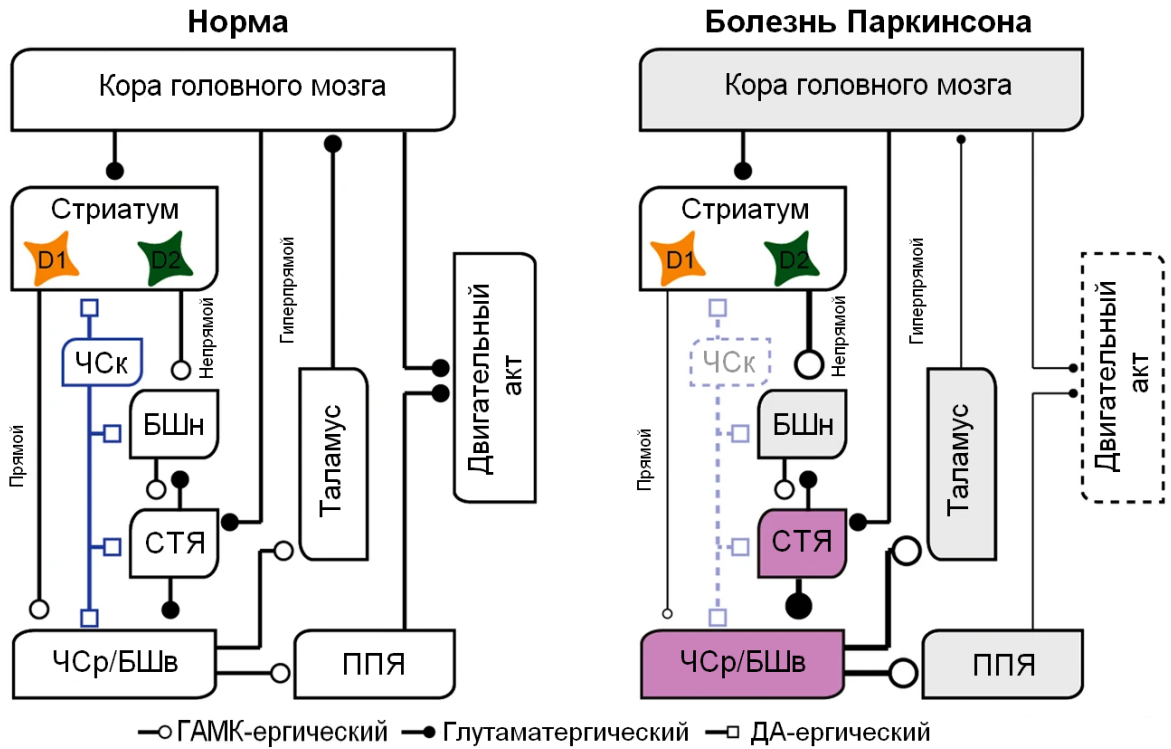 Норма
Кора головного мозга
Стриатум
D1
D2
Прямой
ЧСк
Непрямой
Гиперпрямой
БШн
СТЯ
Таламус
Двигательный
акт
ЧСр/БШв
ППЯ
Болезнь Паркинсона
Кора головного мозга
Стриатум
D1
D2
Прямой
ЧСк
Непрямой
Гиперпрямой
БШн
СТЯ
Таламус
Двигательный
акт
ЧСр/БШв
ППЯ
ГАМК-ергический
Глутаматергический
ДА-ергический